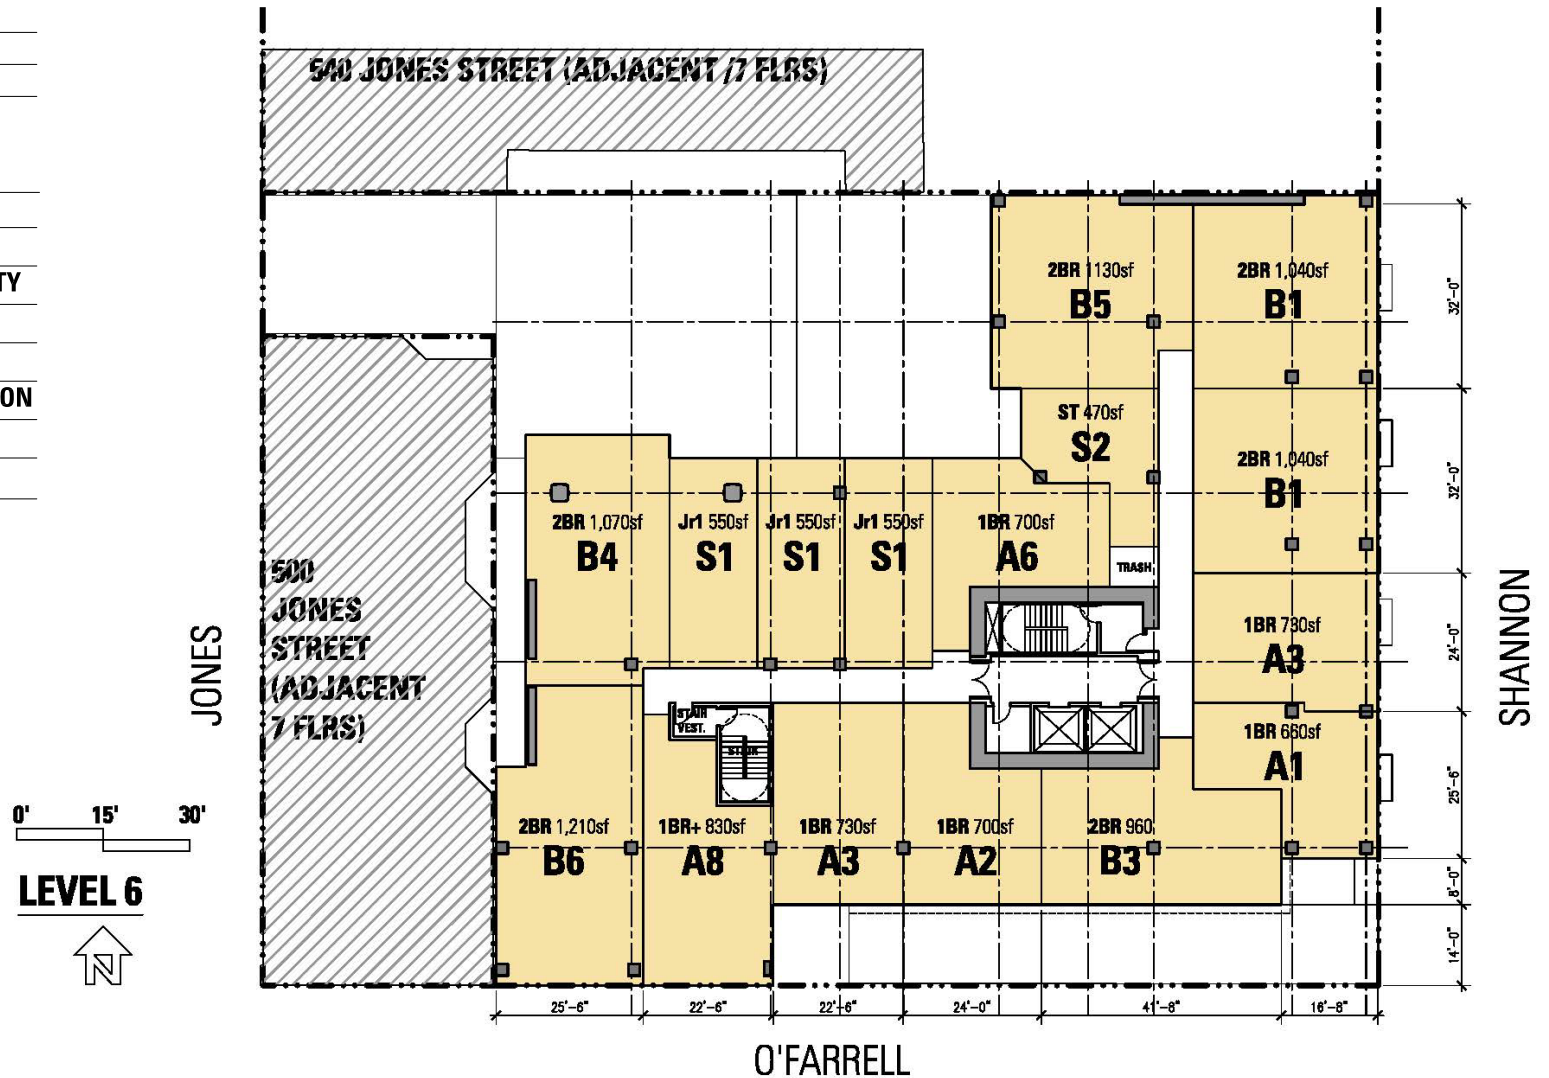 540 JONES STREET (ADJACENT /7 FLRS)
TY
ON
2BR 1130sf
B5
2BR 1,040sf
B1
32'-0"
ST 470sf
S2
2BR 1,040sf
B1
32'-0"
2BR 1,070sf
B4
Jr1 550sf
S1
Jr1 550sf
S1
Jr1 550sf
S1
1BR 700sf
A6
TRASH
500
JONES
STREET
(ADJACENT
7 FLRS)
JONES
1BR 730sf
A3
24'-0"
SHANNON
STAIR
VEST.
STAIR
1BR 660sf
A1
25'-6"
0' 15' 30'
LEVEL 6
N
2BR 1,210sf
B6
1BR+ 830sf
A8
1BR 730sf
A3
1BR 700sf
A2
2BR 960
B3
8'-0"
14'-0"
25'-6" 22'-6" 22'-6" 24'-0" 41'-8" 16'-8"
O'FARRELL